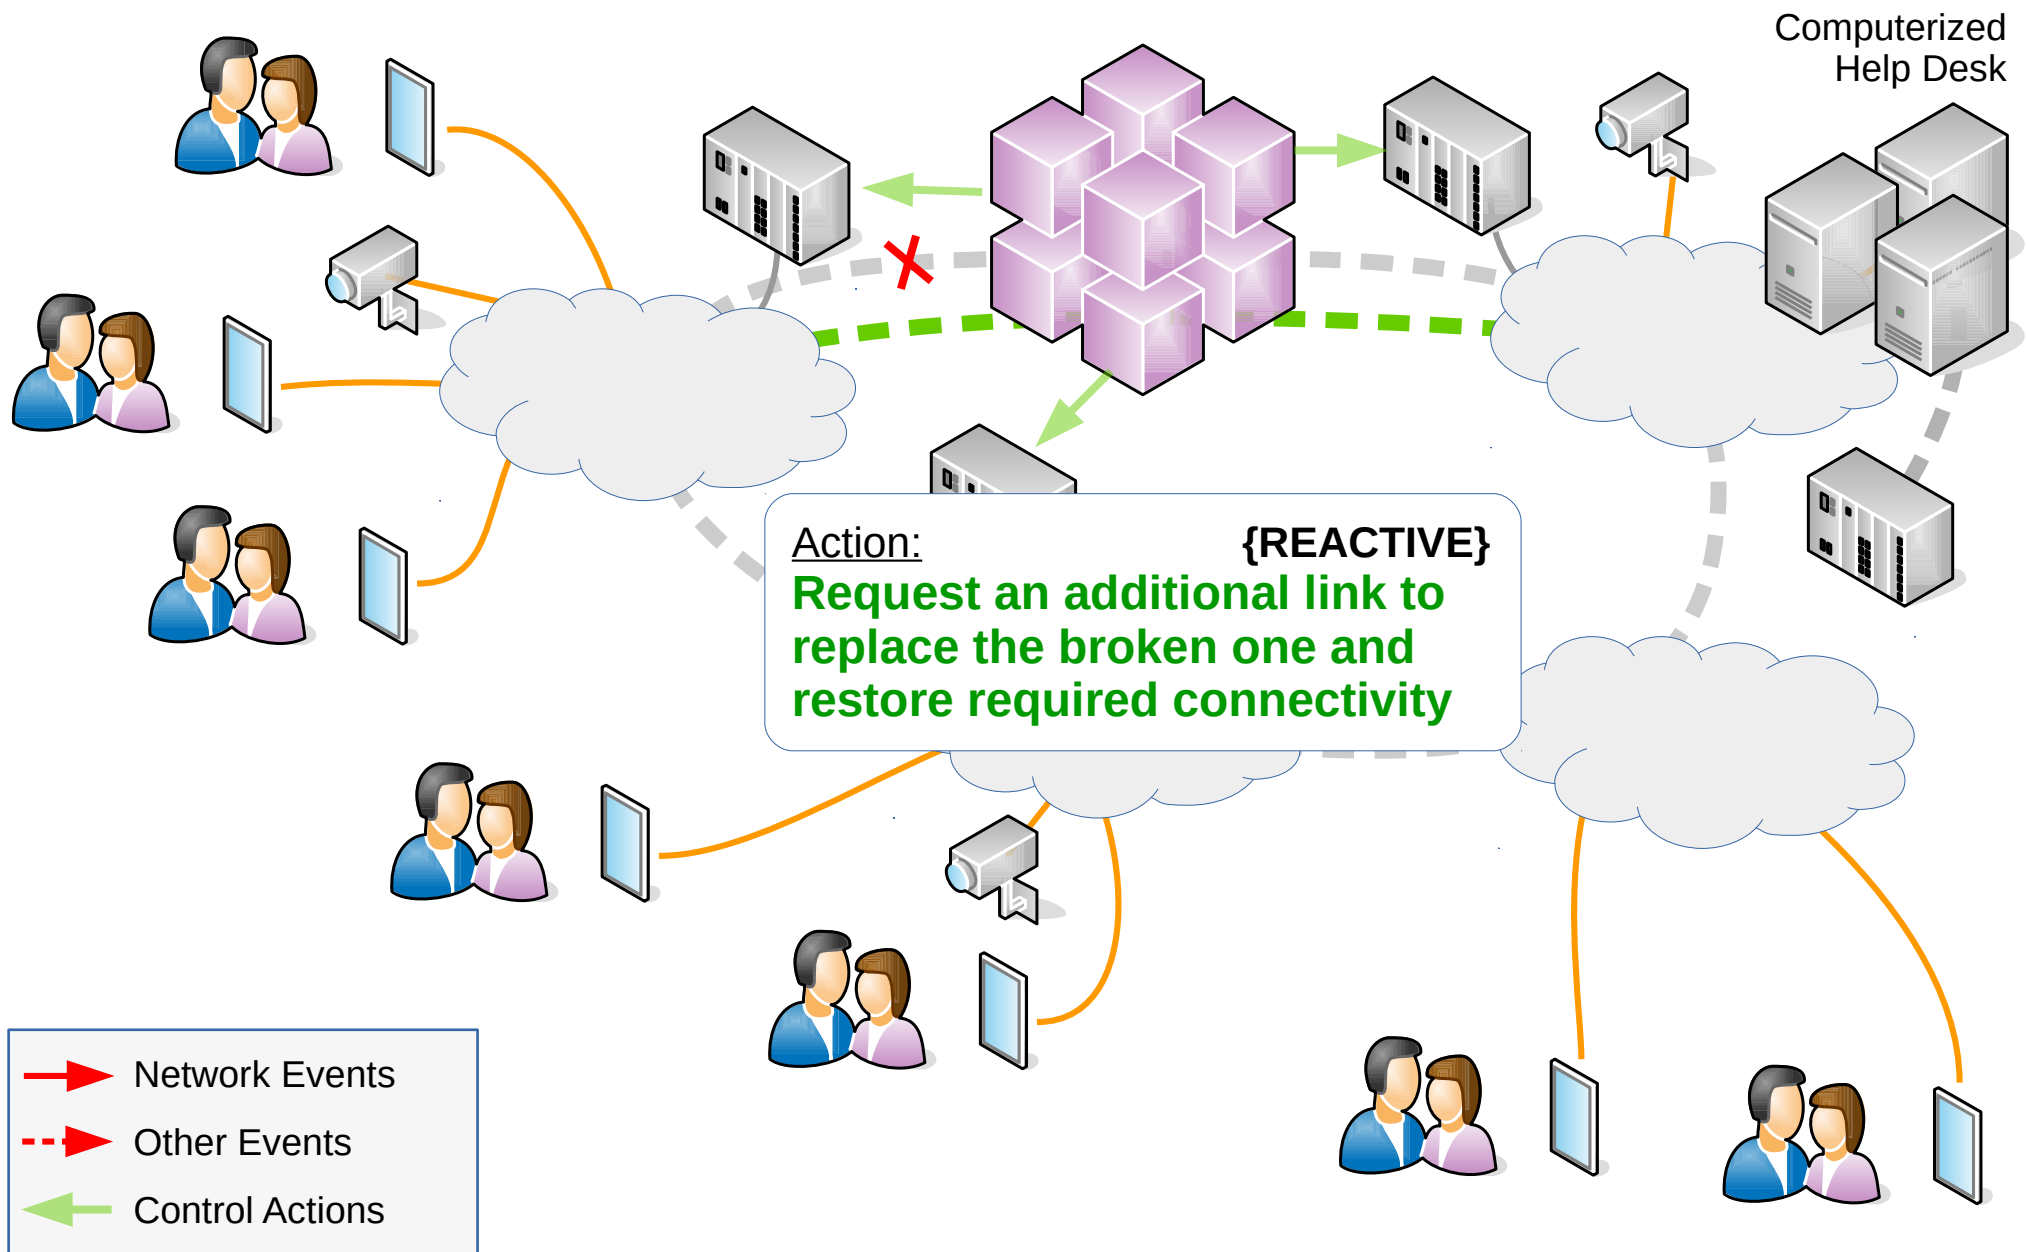 Computerized
Help Desk
Action:
{REACTIVE}
Request an additional link to
replace the broken one and
restore required connectivity
Network Events
Other Events
Control Actions